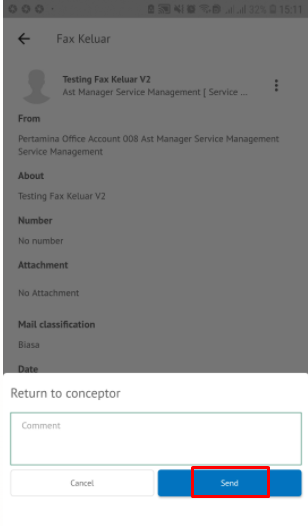 32% 15:11
Fax Keluar
Testing Fax Keluar V2
Ast Manager Service Management | Service ...
From
Pertamina Office Account 008 Ast Manager Service Management
Service Management
About
Testing Fax Keluar V2
Number
No number
Attachment
No Attachment
Mail classification
Biasa
Date
Return to conceptor
Comment
Cancel Send